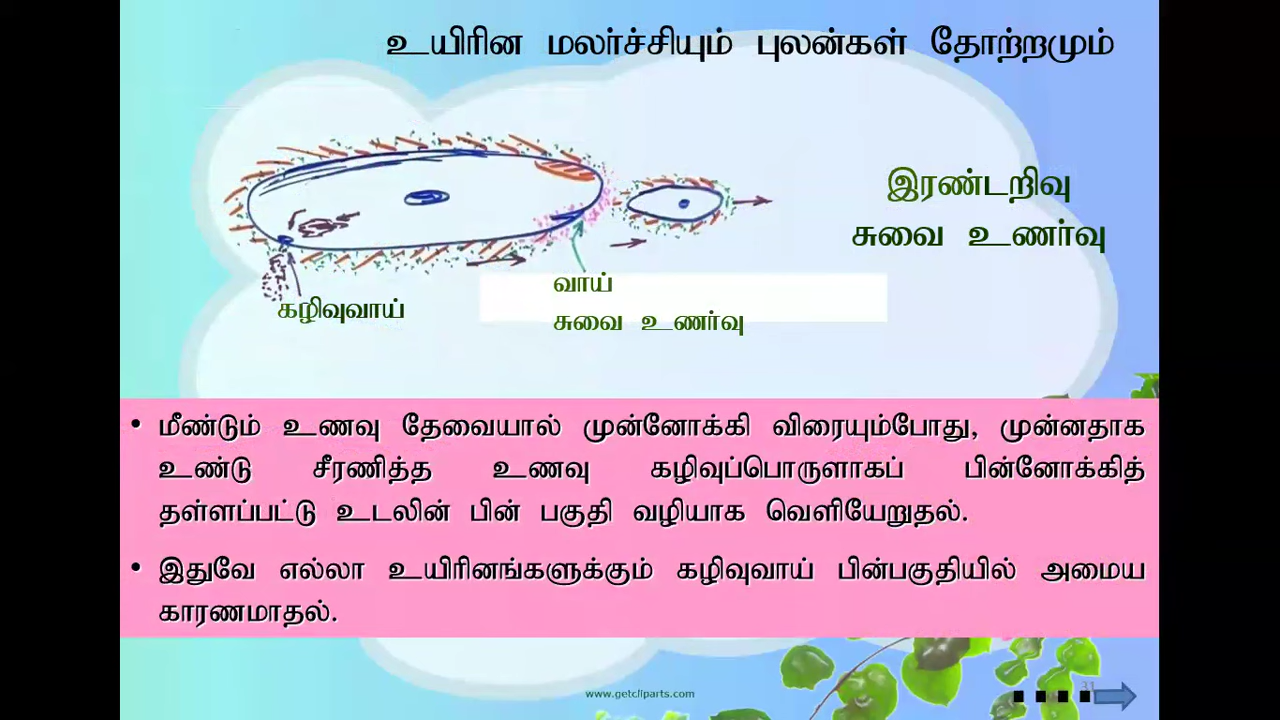 உயிரின மலர்ச்சியும் புலன்கள் தோற்றமும்
இரண்டறிவு
சுவை உணர்வு
வாய்
கழிவுவாய்
சுவை உணர்வு
• மீண்டும் உணவு தேவையால் முன்னோக்கி விரையும்போது, முன்னதாக
உண்டு சீரணித்த உணவு கழிவுப்பொருளாகப் பின்னோக்கித்
தள்ளப்பட்டு உடலின் பின் பகுதி வழியாக வெளியேறுதல்.
• இதுவே எல்லா உயிரினங்களுக்கும் கழிவுவாய் பின்பகுதியில் அமைய
காரணமாதல்.
www.getcliparts.com
31